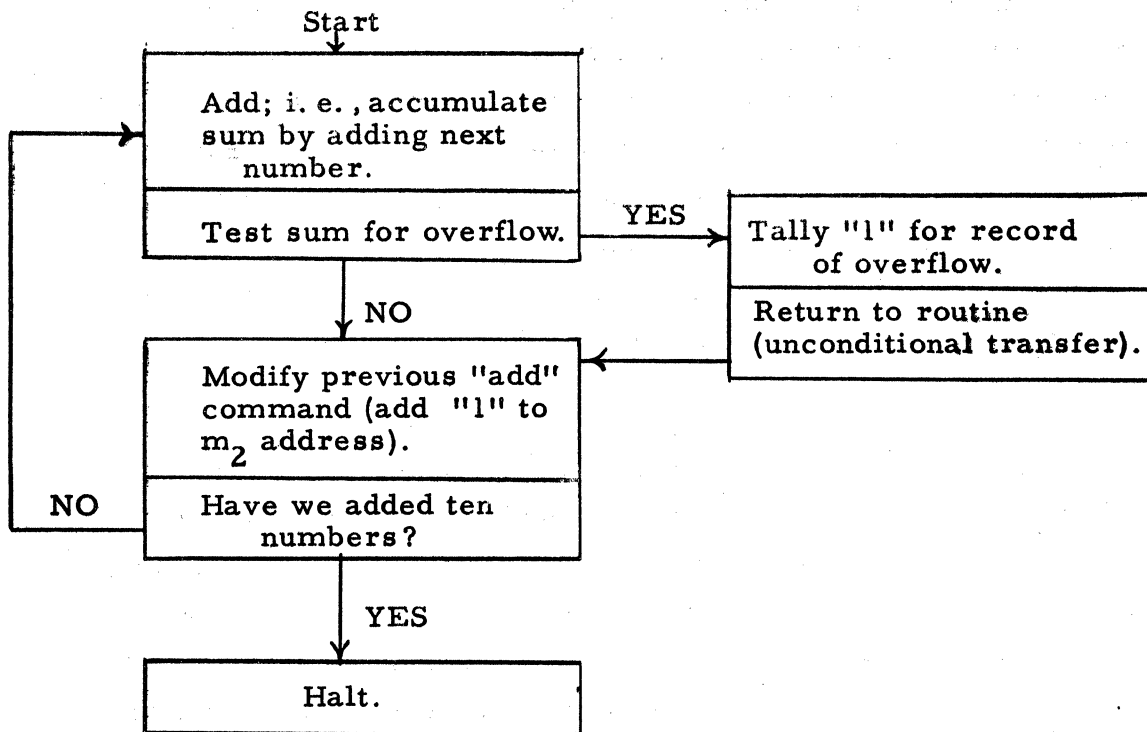 Start
Add; i. e., accumulate
sum by adding next
number.
Test sum for overflow.
YES
Tally "1" for record
of overflow.
Return to routine
(unconditional transfer).
NO
Modify previous "add"
command (add "1" to
m2 address).
Have we added ten
numbers?
NO
YES
Halt.